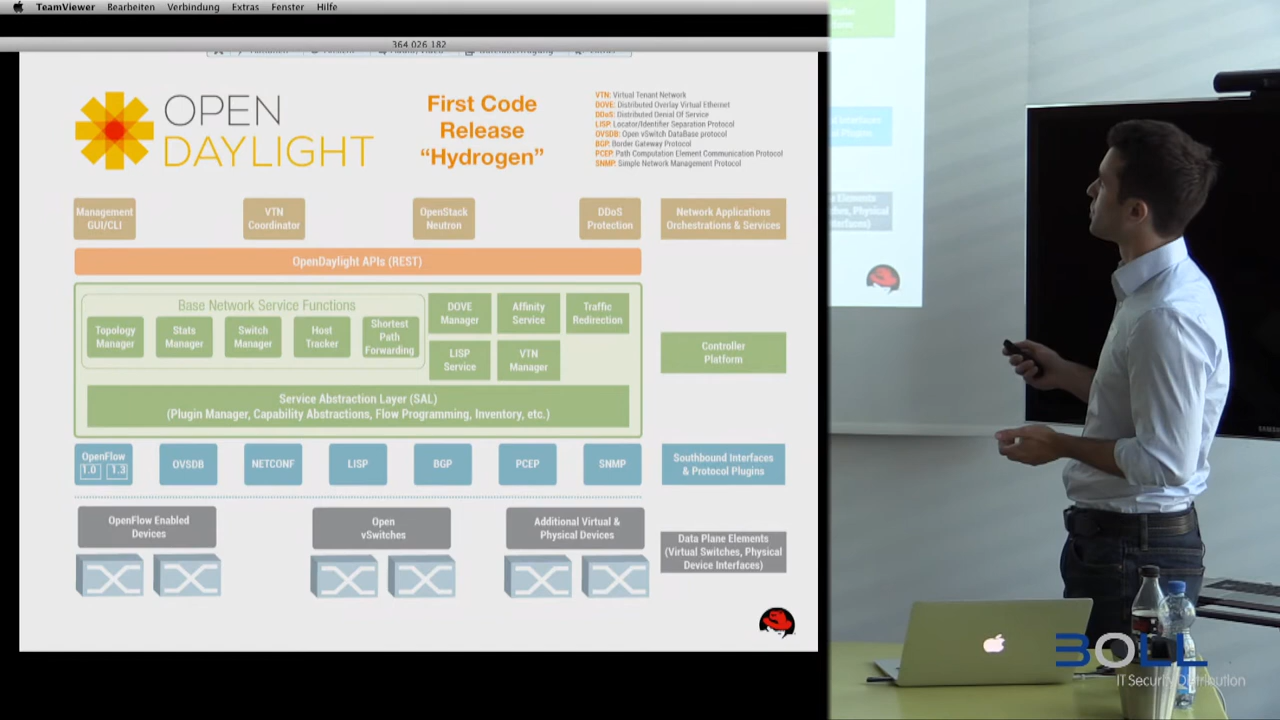 TeamViewer Bearbeiten Verbindung Extras Fenster Hilfe
364 026 182
OPEN
DAYLIGHT
First Code
Release
“Hydrogen”
VTN: Virtual Tenant Network
DOVE: Distributed Overlay Virtual Ethernet
DDoS: Distributed Denial Of Service
LISP: Locator/Identifier Separation Protocol
OVSDB: Open vSwitch DataBase protocol
BGP: Border Gateway Protocol
PCEP: Path Computation Element Communication Protocol
SNMP: Simple Network Management Protocol
Management
GUI/CLI
VTN
Coordinator
OpenStack
Neutron
DDoS
Protection
Network Applications
Orchestrations & Services
OpenDaylight APIs (REST)
Base Network Service Functions
Topology
Manager
Stats
Manager
Switch
Manager
Host
Tracker
Shortest
Path
Forwarding
DOVE
Manager
Affinity
Service
Traffic
Redirection
LISP
Service
VTN
Manager
Controller
Platform
Service Abstraction Layer (SAL)
(Plugin Manager, Capability Abstractions, Flow Programming, Inventory, etc.)
OpenFlow
1.0 1.3
OVSDB
NETCONF
LISP
BGP
PCEP
SNMP
Southbound Interfaces
& Protocol Plugins
OpenFlow Enabled
Devices
Open
vSwitches
Additional Virtual &
Physical Devices
Data Plane Elements
(Virtual Switches, Physical
Device Interfaces)
BOLL
IT Security Distribution